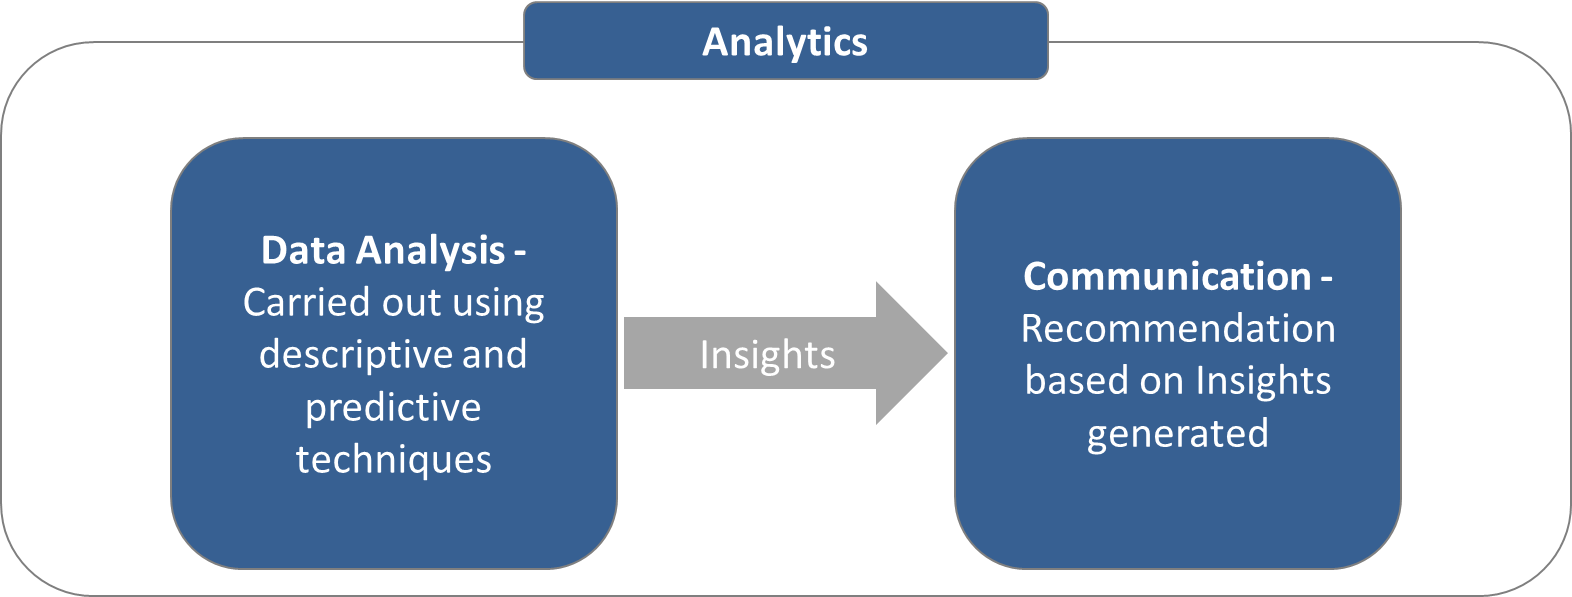 Analytics
Data Analysis -
Carried out using
descriptive and
predictive
techniques
Insights
Communication -
Recommendation
based on Insights
generated